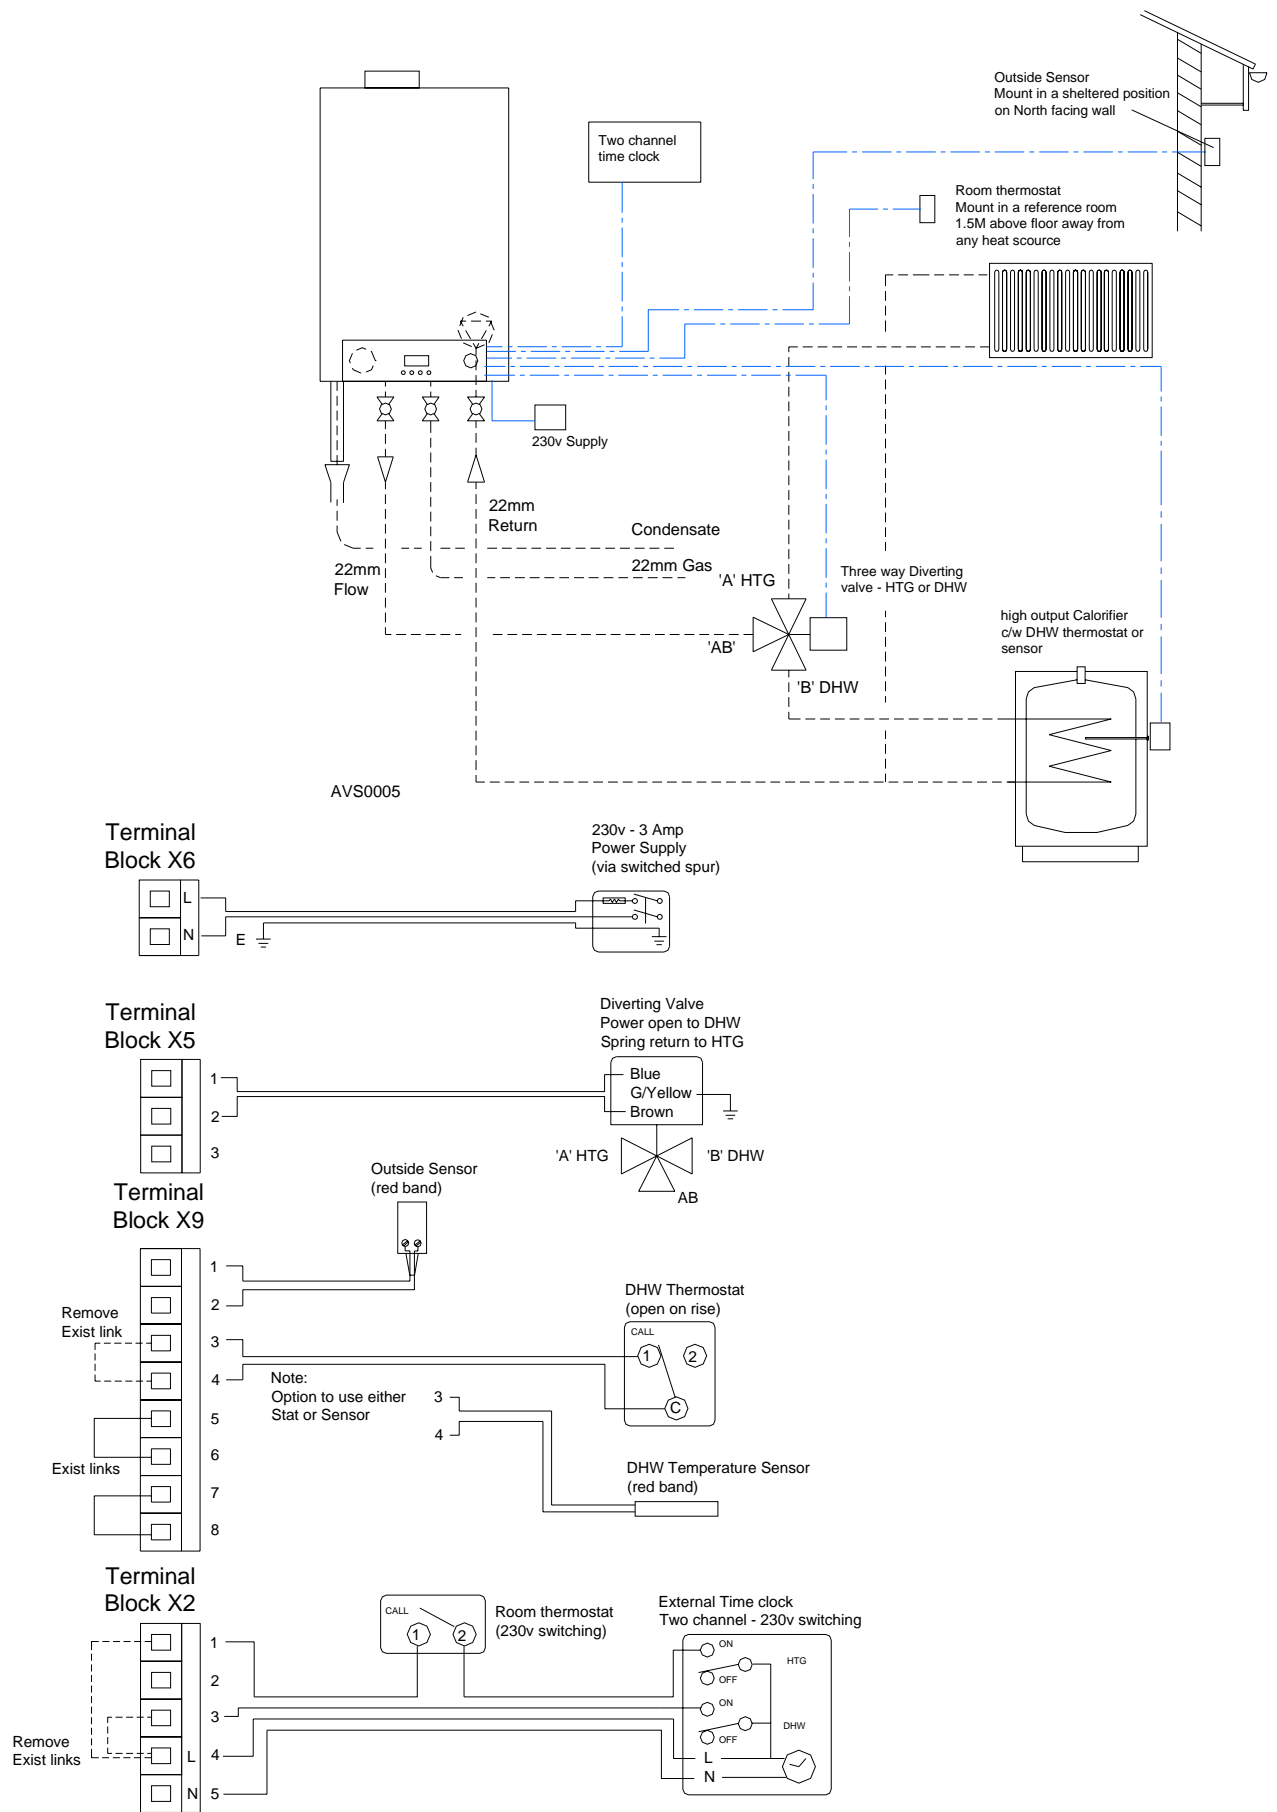 Outside Sensor
Mount in a sheltered position
on North facing wall
Two channel
time clock
Room thermostat
Mount in a reference room
1.5M above floor away from
any heat scource
230v Supply
22mm
Return
Condensate
22mm Gas
22mm
Flow
'A' HTG
Three way Diverting
valve - HTG or DHW
'AB'
'B' DHW
high output Calorifier
c/w DHW thermostat or
sensor
AVS0005
Terminal
Block X6
L
N
E
230v - 3 Amp
Power Supply
(via switched spur)
Terminal
Block X5
1
2
3
Diverting Valve
Power open to DHW
Spring return to HTG
Blue
G/Yellow
Brown
'A' HTG
'B' DHW
AB
Terminal
Block X9
Outside Sensor
(red band)
1
2
3
4
5
6
7
8
Remove
Exist link
Exist links
Note:
Option to use either
Stat or Sensor
3
4
DHW Thermostat
(open on rise)
CALL
1
2
C
DHW Temperature Sensor
(red band)
Terminal
Block X2
1
2
3
L 4
N 5
Remove
Exist links
CALL
1
2
Room thermostat
(230v switching)
External Time clock
Two channel - 230v switching
ON
HTG
OFF
ON
DHW
OFF
L
N